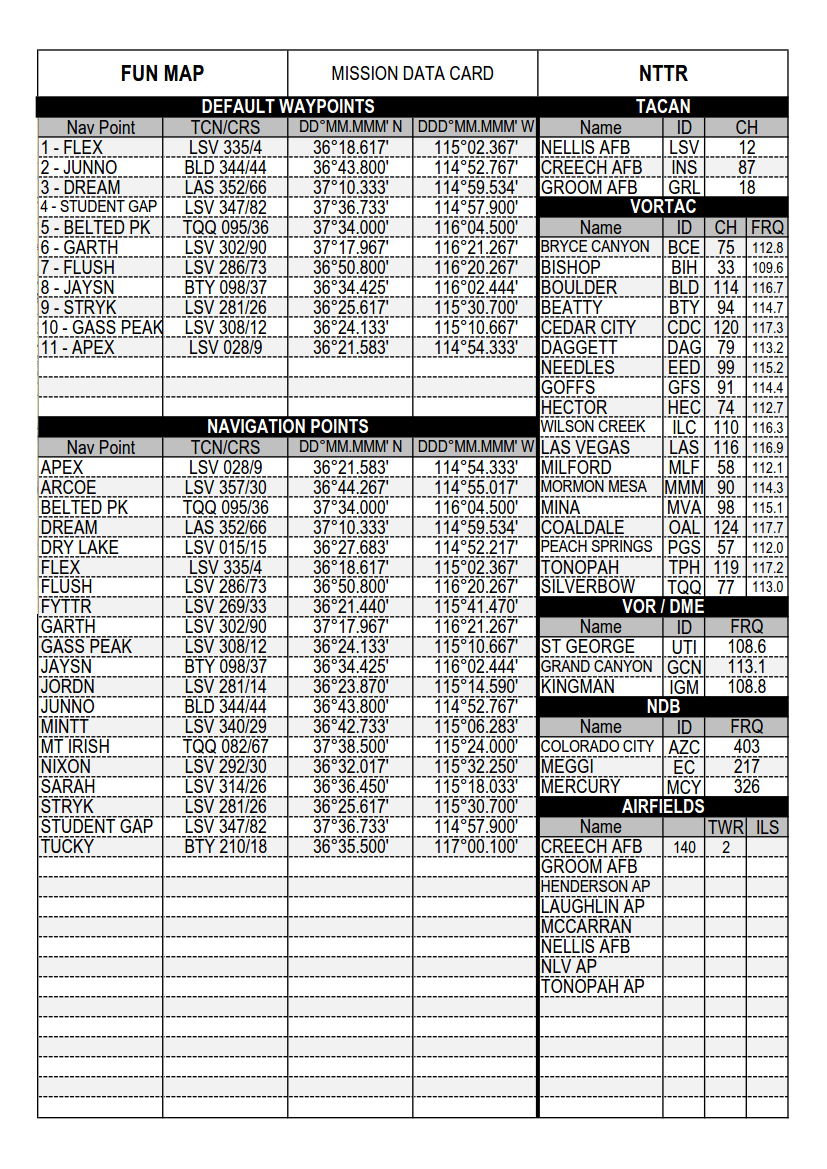 FUN MAP MISSION DATA CARD NTTR
DEFAULT WAYPOINTS
Nav Point TCN/CRS DD°MM.MMM' N DDD°MM.MMM' W
1 - FLEX LSV 335/4 36°18.617' 115°02.367'
2 - JUNNO BLD 344/44 36°43.800' 114°52.767'
3 - DREAM LAS 352/66 37°10.333' 114°59.534'
4 - STUDENT GAP LSV 347/82 37°36.733' 114°57.900'
5 - BELTED PK TQQ 095/36 37°34.000' 116°04.500'
6 - GARTH LSV 302/90 37°17.967' 116°21.267'
7 - FLUSH LSV 286/73 36°50.800' 116°20.267'
8 - JAYSN BTY 098/37 36°34.425' 116°02.444'
9 - STRYK LSV 281/26 36°25.617' 115°30.700'
10 - GASS PEAK LSV 308/12 36°24.133' 115°10.667'
11 - APEX LSV 028/9 36°21.583' 114°54.333'
NAVIGATION POINTS
Nav Point TCN/CRS DD°MM.MMM' N DDD°MM.MMM' W
APEX LSV 028/9 36°21.583' 114°54.333'
ARCOE LSV 357/30 36°44.267' 114°55.017'
BELTED PK TQQ 095/36 37°34.000' 116°04.500'
DREAM LAS 352/66 37°10.333' 114°59.534'
DRY LAKE LSV 015/15 36°27.683' 114°52.217'
FLEX LSV 335/4 36°18.617' 115°02.367'
FLUSH LSV 286/73 36°50.800' 116°20.267'
FYTTR LSV 269/33 36°21.440' 115°41.470'
GARTH LSV 302/90 37°17.967' 116°21.267'
GASS PEAK LSV 308/12 36°24.133' 115°10.667'
JAYSN BTY 098/37 36°34.425' 116°02.444'
JORDN LSV 281/14 36°23.870' 115°14.590'
JUNNO BLD 344/44 36°43.800' 114°52.767'
MINTT LSV 340/29 36°42.733' 115°06.283'
MT IRISH TQQ 082/67 37°38.500' 115°24.000'
NIXON LSV 292/30 36°32.017' 115°32.250'
SARAH LSV 314/26 36°36.450' 115°18.033'
STRYK LSV 281/26 36°25.617' 115°30.700'
STUDENT GAP LSV 347/82 37°36.733' 114°57.900'
TUCKY BTY 210/18 36°35.500' 117°00.100'
TACAN
Name ID CH
NELLIS AFB LSV 12
CREECH AFB INS 87
GROOM AFB GRL 18
VORTAC
Name ID CH FRQ
BRYCE CANYON BCE 75 112.8
BISHOP BIH 33 109.6
BOULDER BLD 114 116.7
BEATTY BTY 94 114.7
CEDAR CITY CDC 120 117.3
DAGGETT DAG 79 113.2
NEEDLES EED 99 115.2
GOFFS GFS 91 114.4
HECTOR HEC 74 112.7
WILSON CREEK ILC 110 116.3
LAS VEGAS LAS 116 116.9
MILFORD MLF 58 112.1
MORMON MESA MMM 90 114.3
MINA MVA 98 115.1
COALDALE OAL 124 117.7
PEACH SPRINGS PGS 57 112.0
TONOPAH TPH 119 117.2
SILVERBOW TQQ 77 113.0
VOR / DME
Name ID FRQ
ST GEORGE UTI 108.6
GRAND CANYON GCN 113.1
KINGMAN IGM 108.8
NDB
Name ID FRQ
COLORADO CITY AZC 403
MEGGI EC 217
MERCURY MCY 326
AIRFIELDS
Name TWR ILS
CREECH AFB 140 2
GROOM AFB
HENDERSON AP
LAUGHLIN AP
MCCARRAN
NELLIS AFB
NLV AP
TONOPAH AP